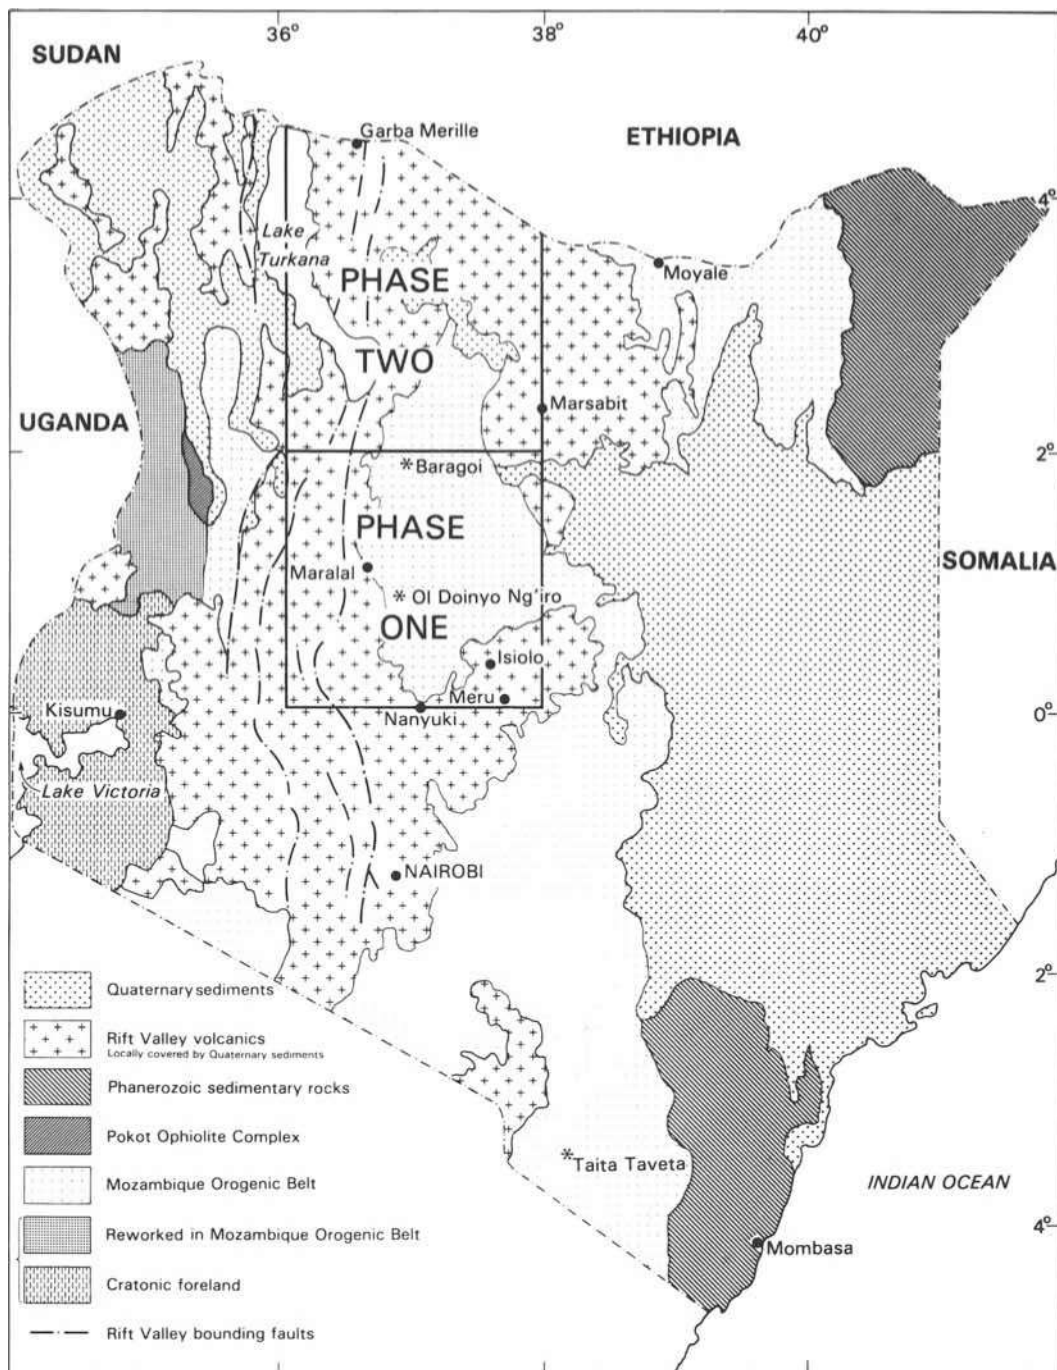 36°
38°
40°
SUDAN
Garba Merille
ETHIOPIA
4°
Lake
Turkana
PHASE
Moyale
TWO
UGANDA
Marsabit
2°
Baragoi
PHASE
SOMALIA
Maralal
Ol Doinyo Ng'iro
ONE
Isiolo
Meru
Kisumu
Nanyuki
0°
Lake Victoria
NAIROBI
2°
Quaternary sediments
Rift Valley volcanics
Locally covered by Quaternary sediments
Phanerozoic sedimentary rocks
Pokot Ophiolite Complex
Taita Taveta
Mozambique Orogenic Belt
INDIAN OCEAN
Reworked in Mozambique Orogenic Belt
4°
Mombasa
Cratonic foreland
Rift Valley bounding faults